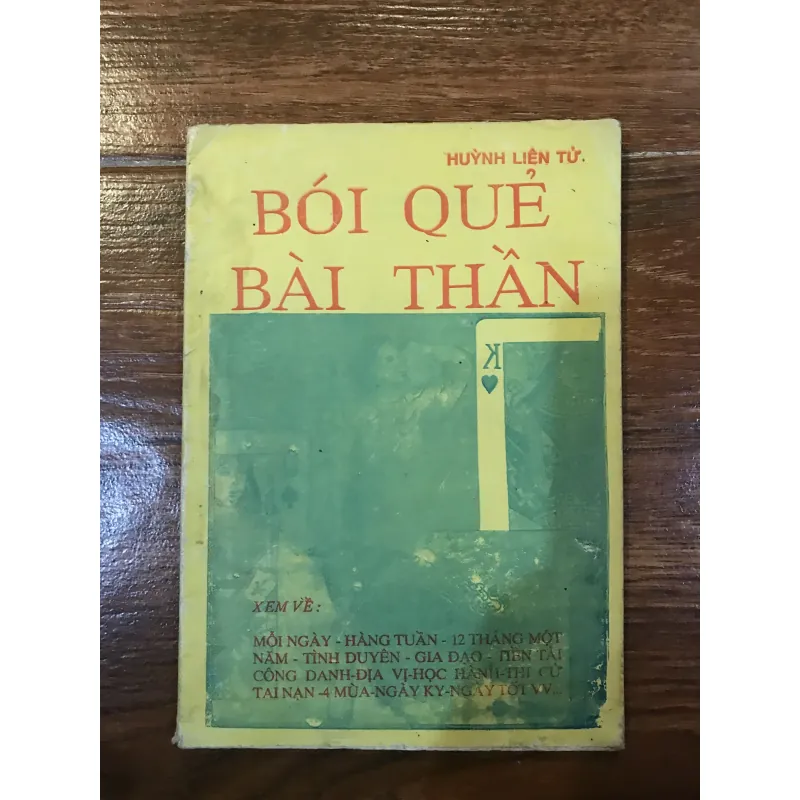 HUỲNH LIÊN TỬ
BÓI QUẺ
BÀI THẦN
K
XEM VỀ:
MỖI NGÀY - HÀNG TUẦN - 12 THÁNG MỘT
NĂM - TÌNH DUYÊN - GIA ĐẠO - TIỀN TÀI
CÔNG DANH-ĐỊA VỊ-HỌC HÀNH-THI CỬ
TAI NẠN -4 MÙA-NGÀY KỴ-NGÀY TỐT VV...